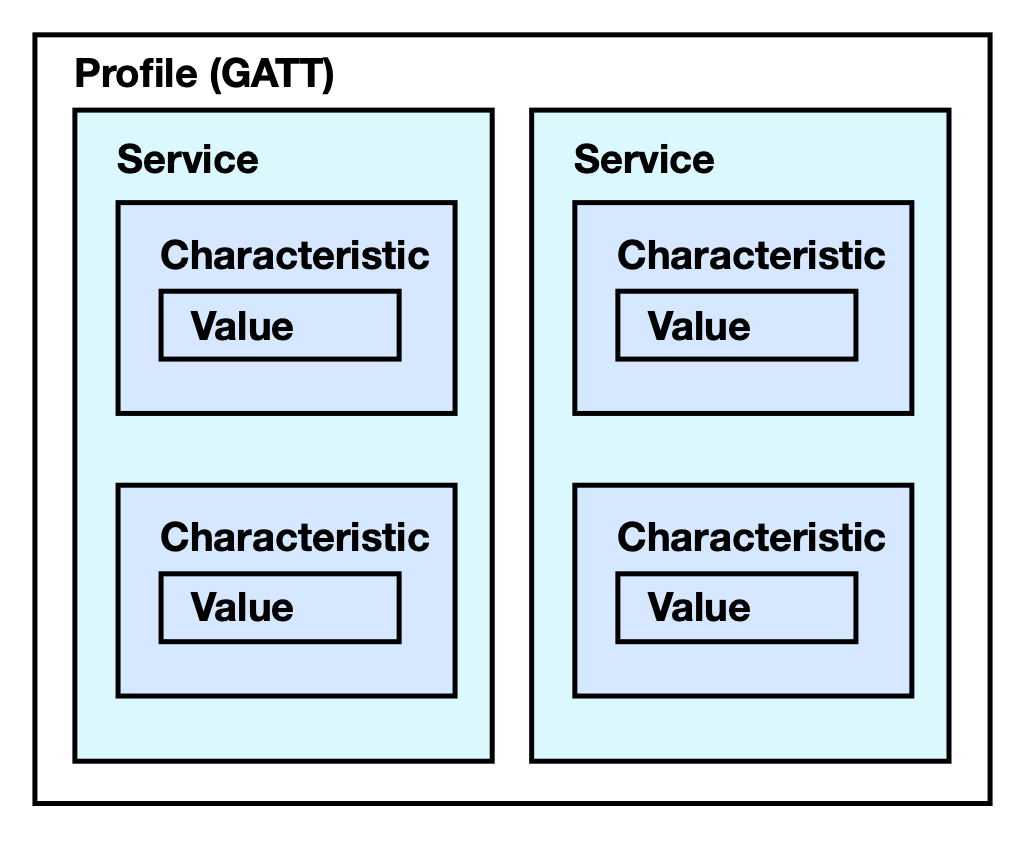 Profile (GATT)
Service
Characteristic
Value
Characteristic
Value
Service
Characteristic
Value
Characteristic
Value